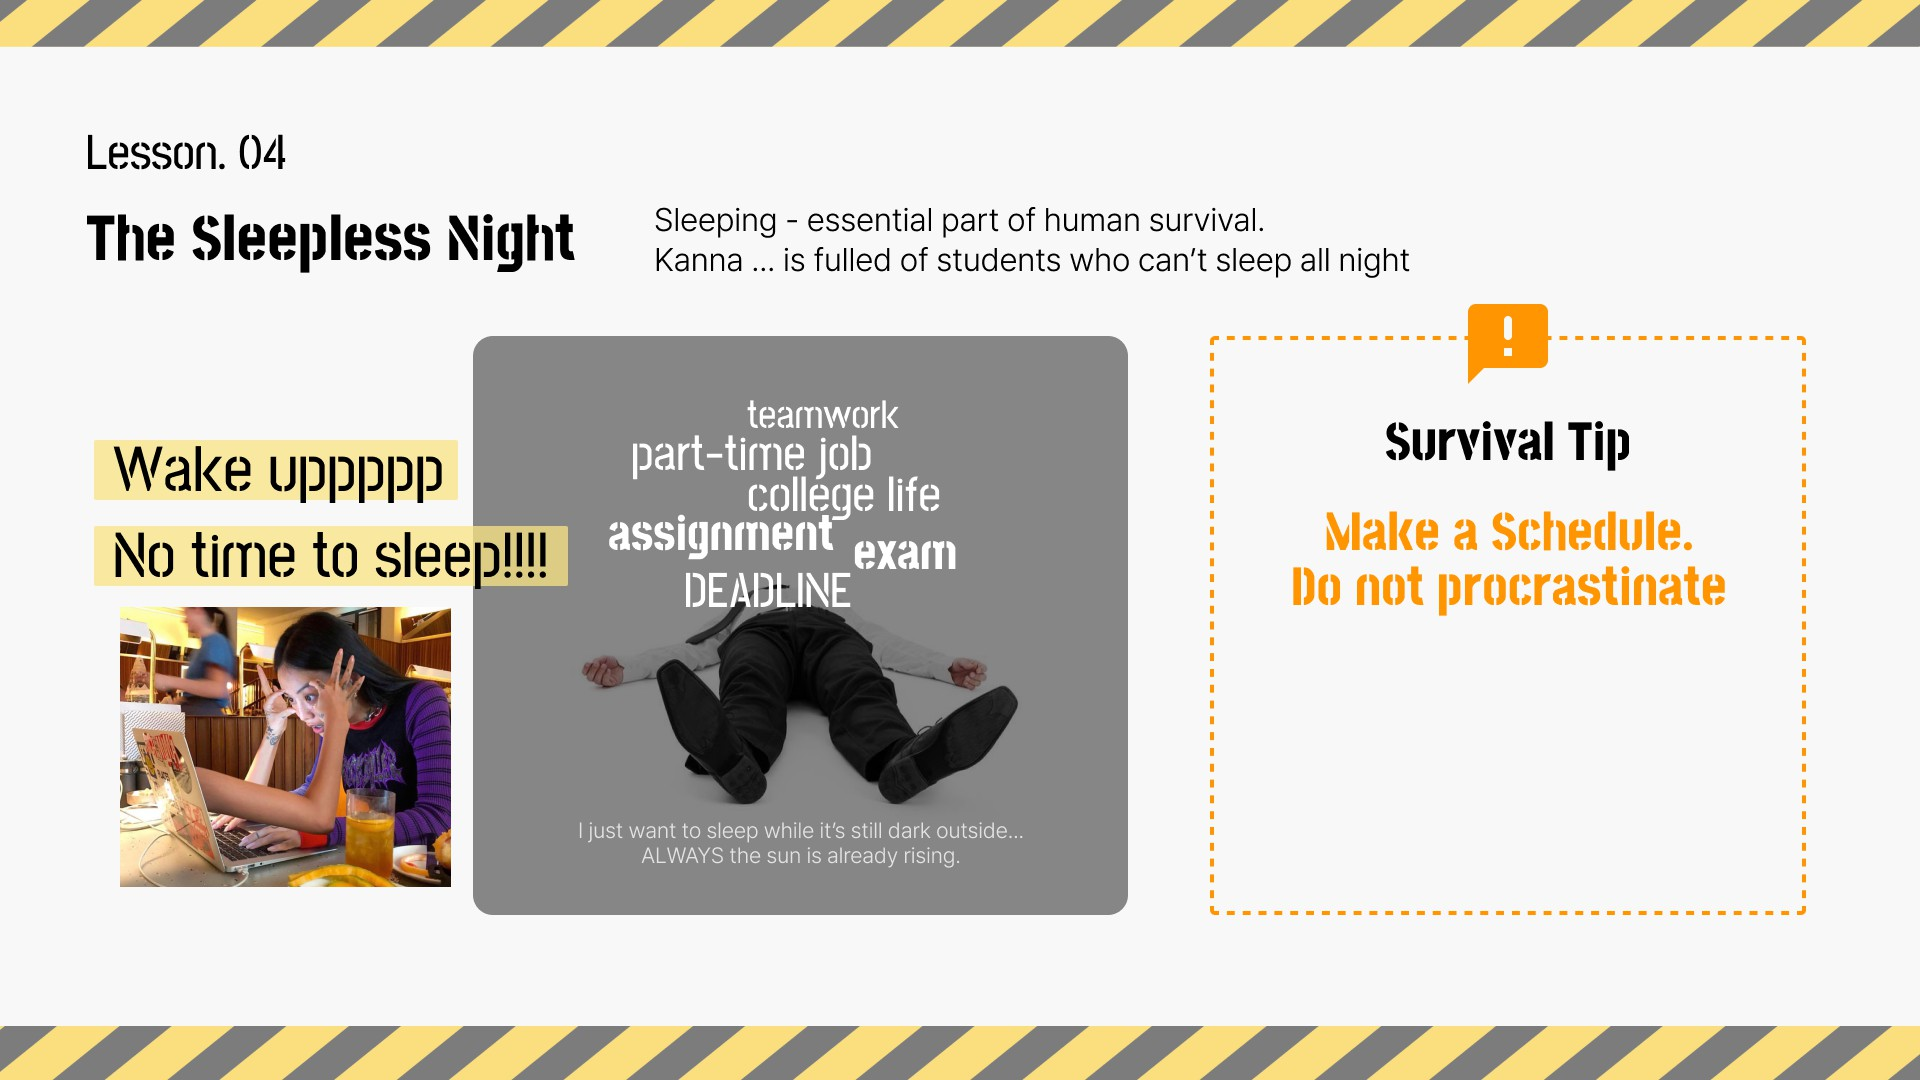 Lesson. 04
The Sleepless Night
Sleeping - essential part of human survival.
Kanna ... is fulled of students who can’t sleep all night
Wake uppppp
No time to sleep!!!!
teamwork
part-time job
college life
assignment
exam
DEADLINE
I just want to sleep while it’s still dark outside...
ALWAYS the sun is already rising.
!
Survival Tip
Make a Schedule.
Do not procrastinate